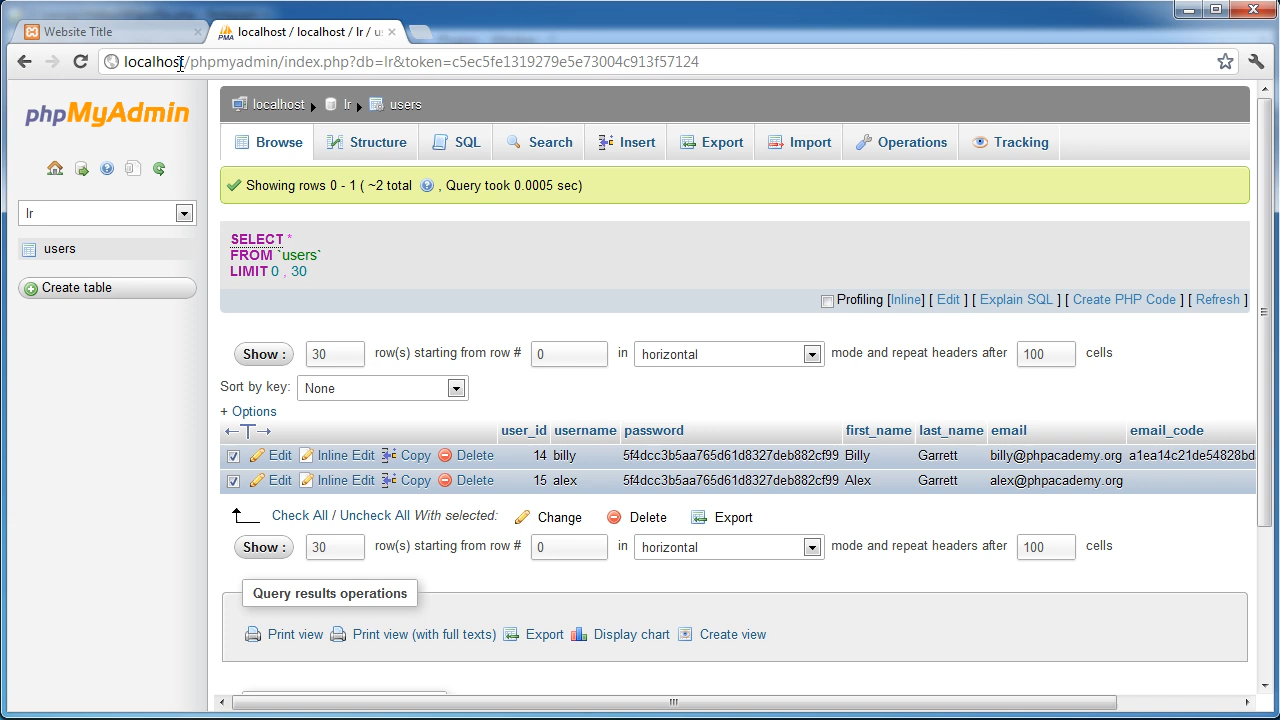 Website Title
localhost / localhost / lr / us
localhost/phpmyadmin/index.php?db=lr&token=c5ec5fe1319279e5e73004c913f57124
phpMyAdmin
lr
users
Create table
localhost lr users
Browse Structure SQL Search Insert Export Import Operations Tracking
Showing rows 0 - 1 ( ~2 total , Query took 0.0005 sec)
SELECT *
FROM `users`
LIMIT 0 , 30
Profiling [Inline] [ Edit ] [ Explain SQL ] [ Create PHP Code ] [ Refresh ]
Show : 30 row(s) starting from row # 0 in horizontal mode and repeat headers after 100 cells
Sort by key: None
+ Options
user_id username password first_name last_name email email_code
Edit Inline Edit Copy Delete 14 billy 5f4dcc3b5aa765d61d8327deb882cf99 Billy Garrett billy@phpacademy.org a1ea14c21de54828bd
Edit Inline Edit Copy Delete 15 alex 5f4dcc3b5aa765d61d8327deb882cf99 Alex Garrett alex@phpacademy.org
Check All / Uncheck All With selected: Change Delete Export
Show : 30 row(s) starting from row # 0 in horizontal mode and repeat headers after 100 cells
Query results operations
Print view Print view (with full texts) Export Display chart Create view